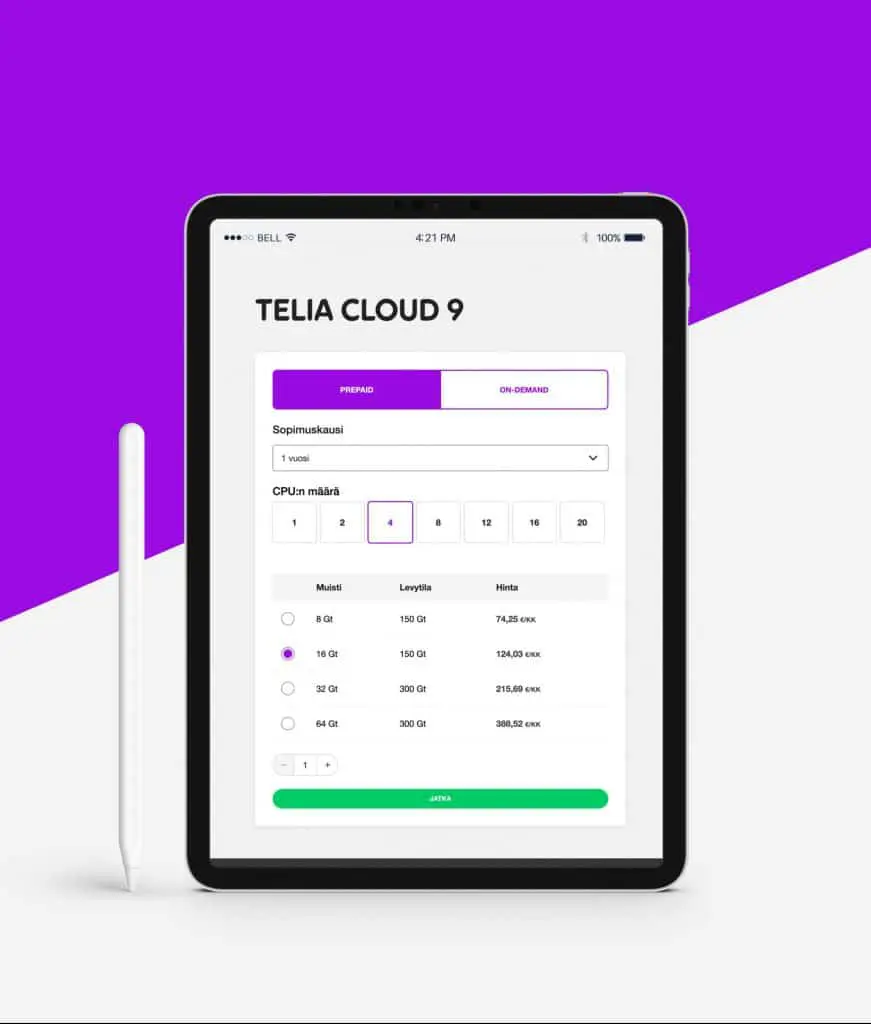 BELL 4:21 PM 100%
TELIA CLOUD 9
PREPAID ON-DEMAND
Sopimuskausi
1 vuosi
CPU:n määrä
1 2 4 8 12 16 20
Muisti Levytila Hinta
8 Gt 150 Gt 74,25 €/KK
16 Gt 150 Gt 124,03 €/KK
32 Gt 300 Gt 215,69 €/KK
64 Gt 300 Gt 388,52 €/KK
− 1 +
JATKA